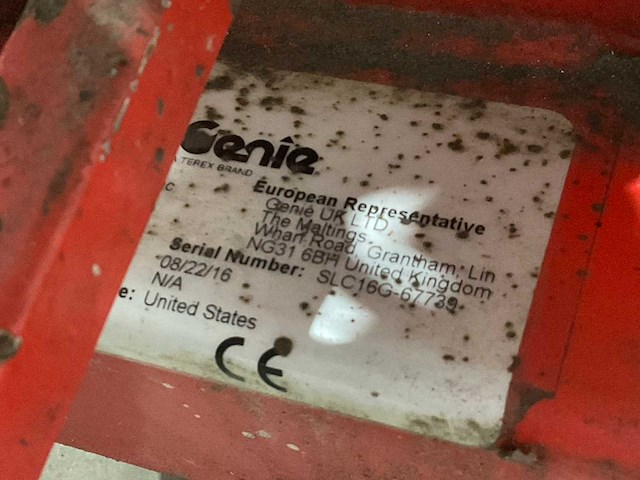 Genie
A TEREX BRAND
c
European Representative
Genie UK LTD
The Maltings,
Wharf Road, Grantham, Lin
NG31 6BH United Kingdom
Serial Number: SLC16G-67739
08/22/16
N/A
e: United States
CE